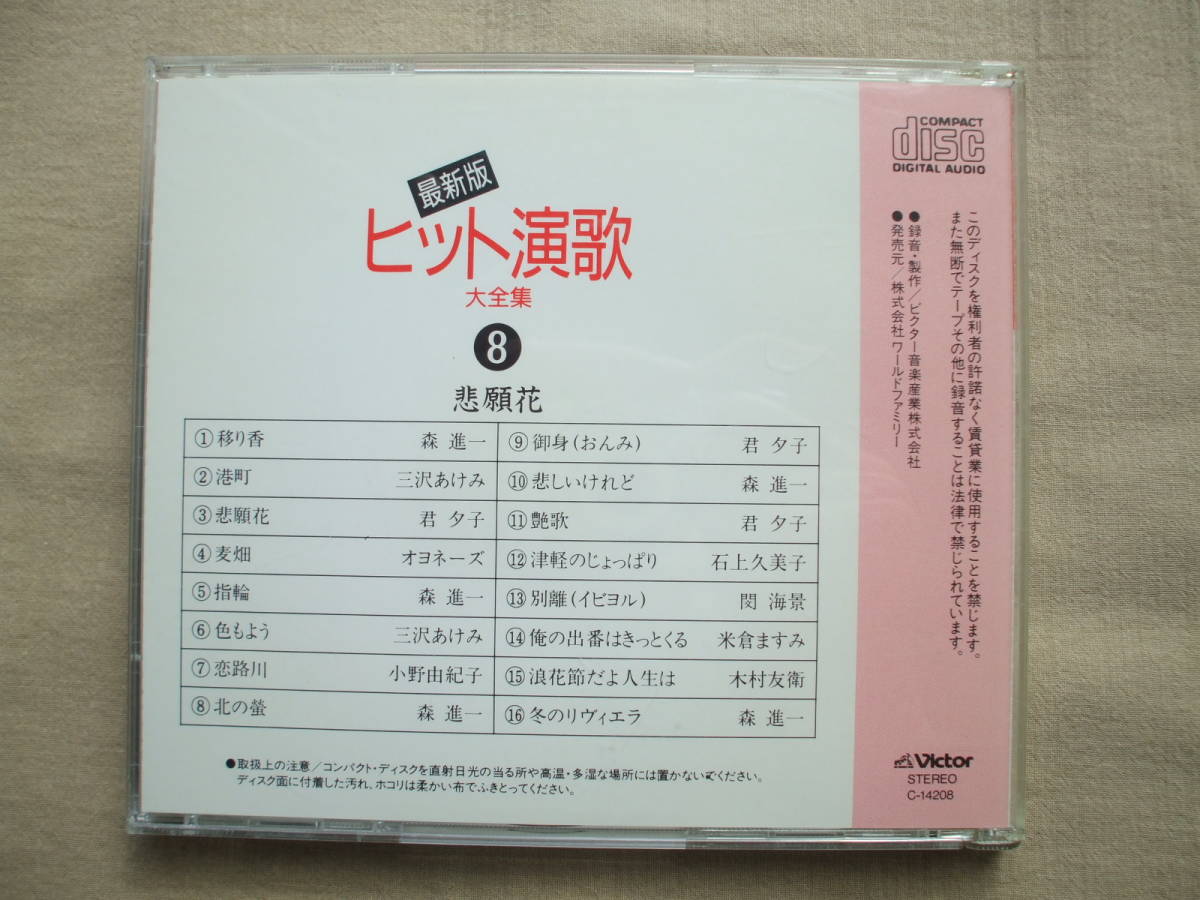 最新版
ヒット演歌
大全集
8
悲願花
①移り香 森 進一
②港町 三沢あけみ
③悲願花 君 夕子
④麦畑 オヨネーズ
⑤指輪 森 進一
⑥色もよう 三沢あけみ
⑦恋路川 小野由紀子
⑧北の螢 森 進一
⑨御身(おんみ) 君 夕子
⑩悲しいけれど 森 進一
⑪艶歌 君 夕子
⑫津軽のじょっぱり 石上久美子
⑬別離(イビヨル) 閔 海景
⑭俺の出番はきっとくる 米倉ますみ
⑮浪花節だよ人生は 木村友衛
⑯冬のリヴィエラ 森 進一
●取扱上の注意/コンパクト・ディスクを直射日光の当る所や高温・多湿な場所には置かないでください。
ディスク面に付着した汚れ、ホコリは柔かい布でふきとってください。
COMPACT
disc
DIGITAL AUDIO
このディスクを権利者の許諾なく賃貸業に使用することを禁じます。
また無断でテープその他に録音することは法律で禁じられています。
●録音・製作/ビクター音楽産業株式会社
●発売元/株式会社ワールドファミリー
Victor
STEREO
C-14208